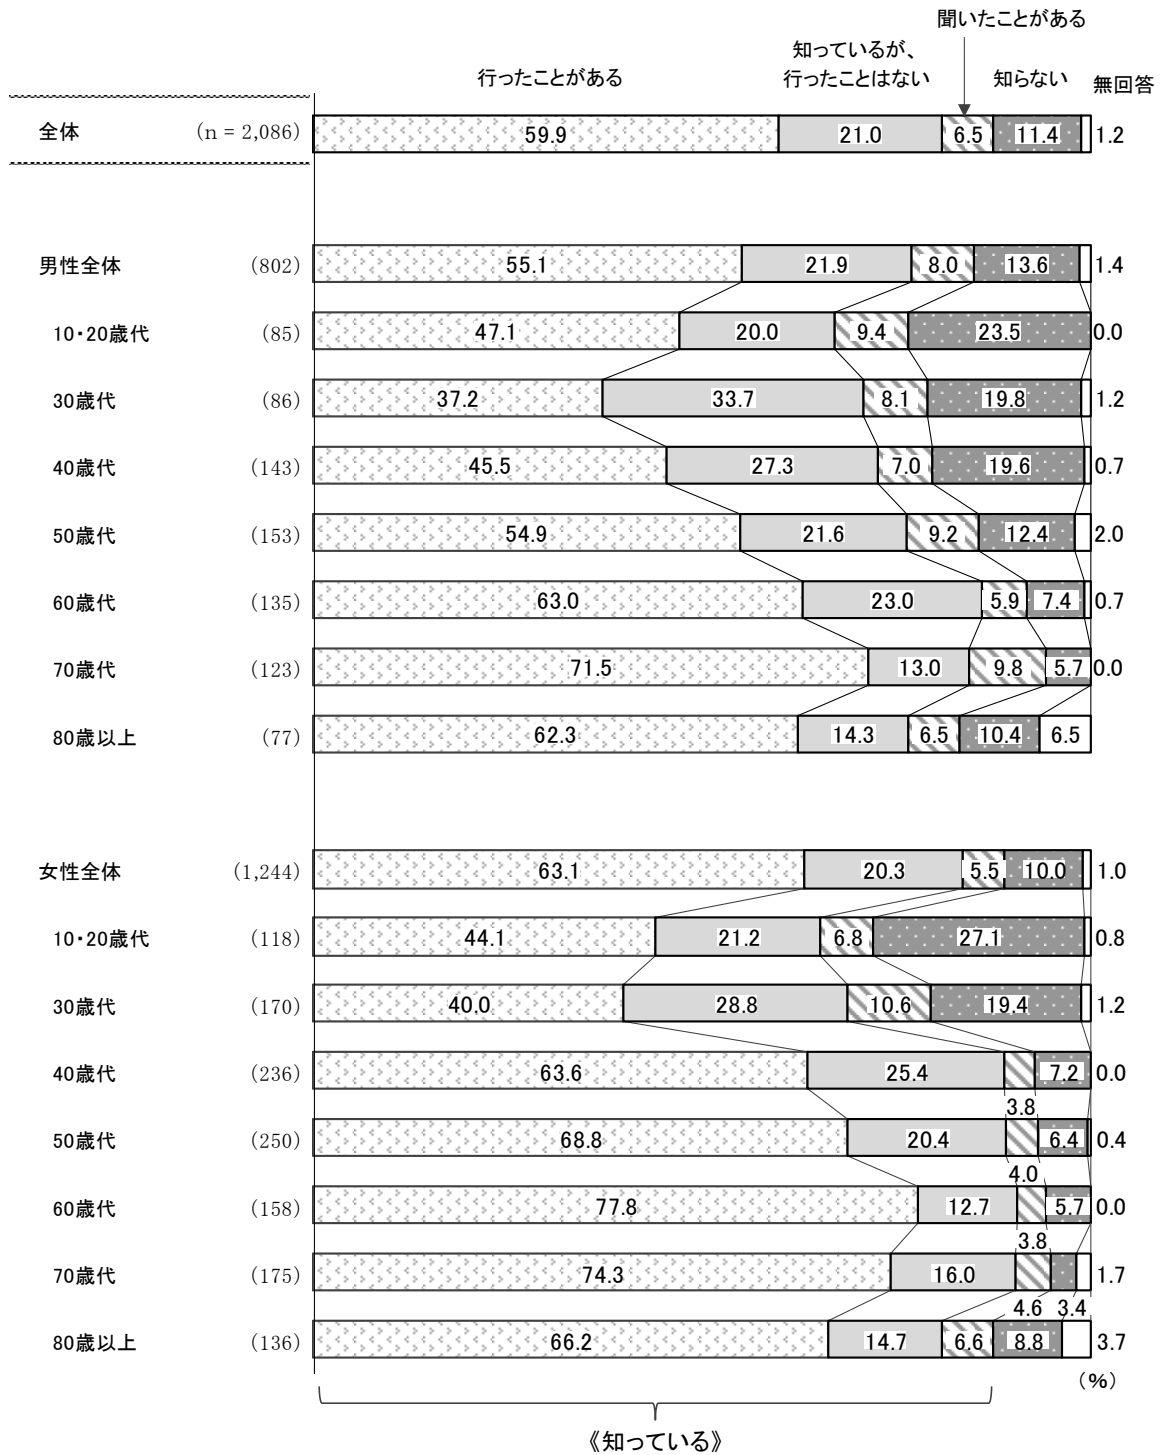 聞いたことがある
知っているが、
行ったことがある 行ったことはない 知らない 無回答
全体 (n = 2,086) 59.9 21.0 6.5 11.4 1.2
男性全体 (802) 55.1 21.9 8.0 13.6 1.4
10・20歳代 (85) 47.1 20.0 9.4 23.5 0.0
30歳代 (86) 37.2 33.7 8.1 19.8 1.2
40歳代 (143) 45.5 27.3 7.0 19.6 0.7
50歳代 (153) 54.9 21.6 9.2 12.4 2.0
60歳代 (135) 63.0 23.0 5.9 7.4 0.7
70歳代 (123) 71.5 13.0 9.8 5.7 0.0
80歳以上 (77) 62.3 14.3 6.5 10.4 6.5
女性全体 (1,244) 63.1 20.3 5.5 10.0 1.0
10・20歳代 (118) 44.1 21.2 6.8 27.1 0.8
30歳代 (170) 40.0 28.8 10.6 19.4 1.2
40歳代 (236) 63.6 25.4 7.2 0.0
3.8
50歳代 (250) 68.8 20.4 6.4 0.4
4.0
60歳代 (158) 77.8 12.7 5.7 0.0
3.8
70歳代 (175) 74.3 16.0 1.7
4.6 3.4
80歳以上 (136) 66.2 14.7 6.6 8.8 3.7
(%)
《知っている》